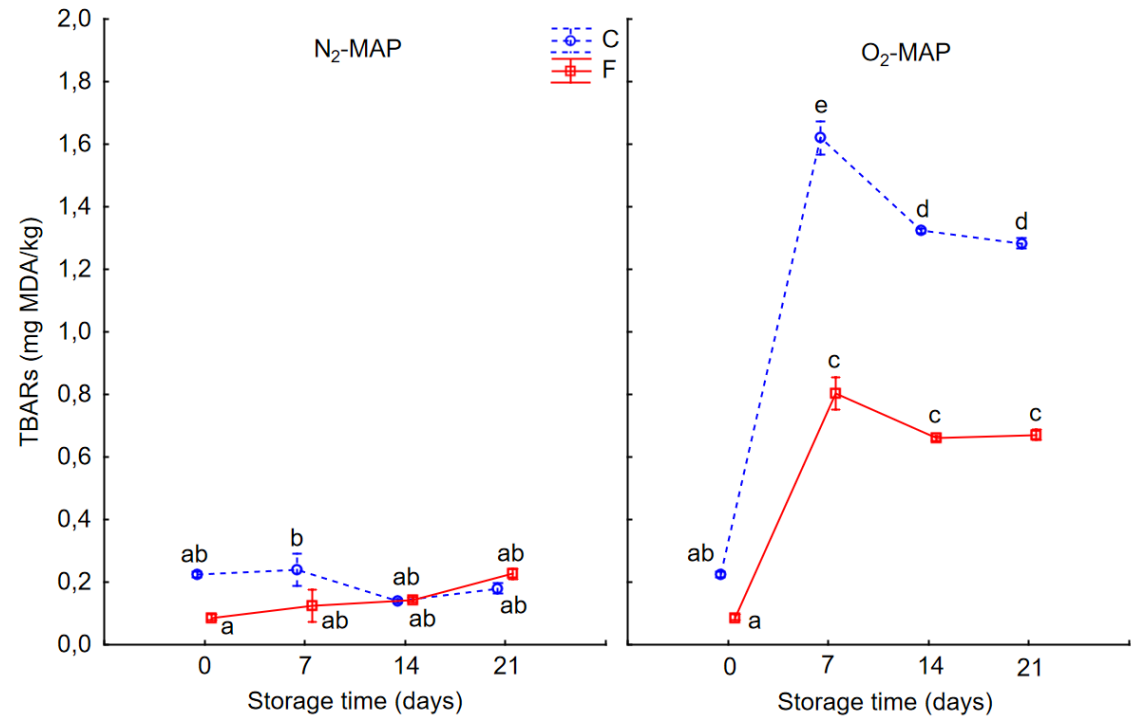 2,0
1,8
1,6
1,4
1,2
1,0
0,8
0,6
0,4
0,2
0,0
TBARs (mg MDA/kg)
N₂-MAP
C
F
ab
b
ab
ab
a
ab
ab
ab
0 7 14 21
Storage time (days)
O₂-MAP
e
d
d
c
c
c
ab
a
0 7 14 21
Storage time (days)